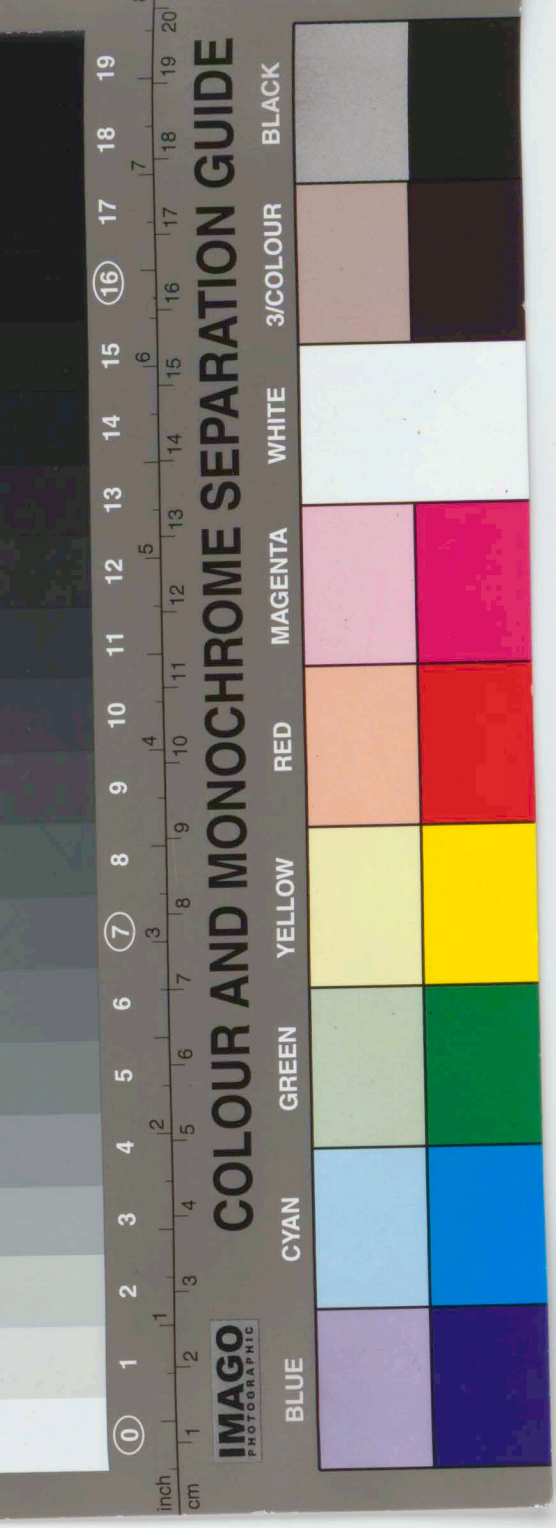 0 1 2 3 4 5 6 7 8 9 10 11 12 13 14 15 16 17 18 19
inch 1 2 3 4 5 6 7
cm 1 2 3 4 5 6 7 8 9 10 11 12 13 14 15 16 17 18 19 20
IMAGO
PHOTOGRAPHIC
COLOUR AND MONOCHROME SEPARATION GUIDE
BLUE CYAN GREEN YELLOW RED MAGENTA WHITE 3/COLOUR BLACK